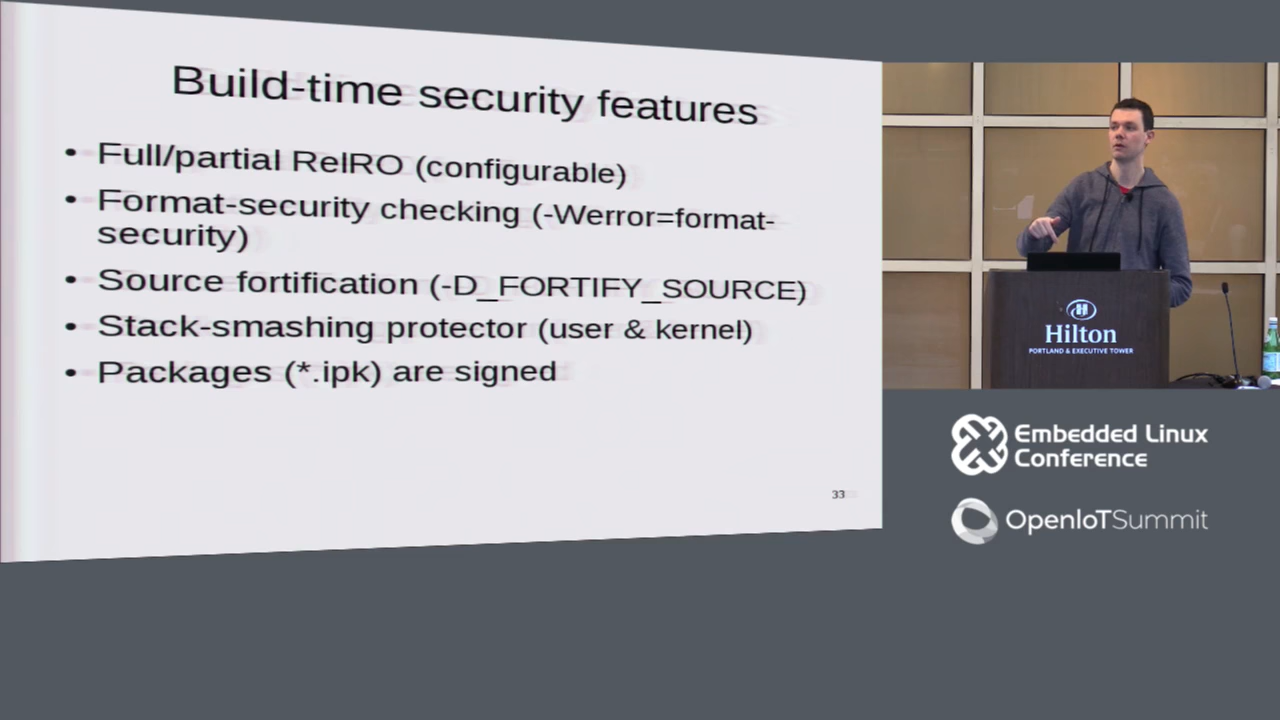 Build-time security features
• Full/partial RelRO (configurable)
• Format-security checking (-Werror=format-
security)
• Source fortification (-D_FORTIFY_SOURCE)
• Stack-smashing protector (user & kernel)
• Packages (*.ipk) are signed
33
Hilton
PORTLAND & EXECUTIVE TOWER
Embedded Linux
Conference
OpenIoTSummit